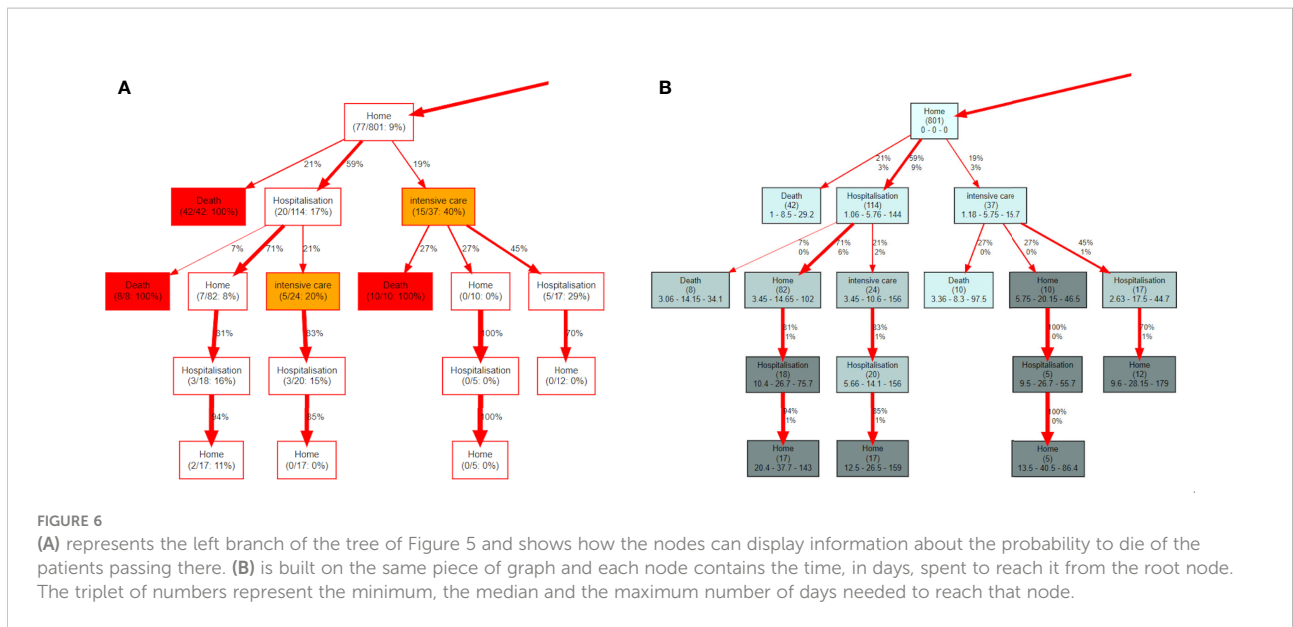 A
Home
(77/801: 9%)
21%
59%
19%
Death
(42/42: 100%)
Hospitalisation
(20/114: 17%)
intensive care
(15/37: 40%)
7%
71%
21%
27%
27%
45%
Death
(8/8: 100%)
Home
(7/82: 8%)
intensive care
(5/24: 20%)
Death
(10/10: 100%)
Home
(0/10: 0%)
Hospitalisation
(5/17: 29%)
83%
100%
70%
Hospitalisation
(3/18: 16%)
Hospitalisation
(3/20: 15%)
Hospitalisation
(0/5: 0%)
Home
(0/12: 0%)
94%
85%
100%
Home
(2/17: 11%)
Home
(0/17: 0%)
Home
(0/5: 0%)
B
Home
(801)
0 - 0 - 0
21%
3%
59%
9%
19%
3%
Death
(42)
1 - 8.5 - 29.2
Hospitalisation
(114)
1.06 - 5.76 - 144
intensive care
(37)
1.18 - 5.75 - 15.7
7%
0%
71%
6%
21%
2%
27%
0%
27%
0%
45%
1%
Death
(8)
3.06 - 14.15 - 34.1
Home
(82)
3.45 - 14.65 - 102
intensive care
(24)
3.45 - 10.6 - 156
Death
(10)
3.36 - 8.3 - 97.5
Home
(10)
5.75 - 20.15 - 46.5
Hospitalisation
(17)
2.63 - 17.5 - 44.7
1%
83%
1%
100%
0%
70%
1%
Hospitalisation
(18)
10.4 - 26.7 - 75.7
Hospitalisation
(20)
5.66 - 14.1 - 156
Hospitalisation
(5)
9.5 - 26.7 - 55.7
Home
(12)
9.6 - 28.15 - 179
94%
1%
85%
1%
100%
0%
Home
(17)
20.4 - 37.7 - 143
Home
(17)
12.5 - 26.5 - 159
Home
(5)
13.5 - 40.5 - 86.4
FIGURE 6
(A) represents the left branch of the tree of Figure 5 and shows how the nodes can display information about the probability to die of the
patients passing there. (B) is built on the same piece of graph and each node contains the time, in days, spent to reach it from the root node.
The triplet of numbers represent the minimum, the median and the maximum number of days needed to reach that node.